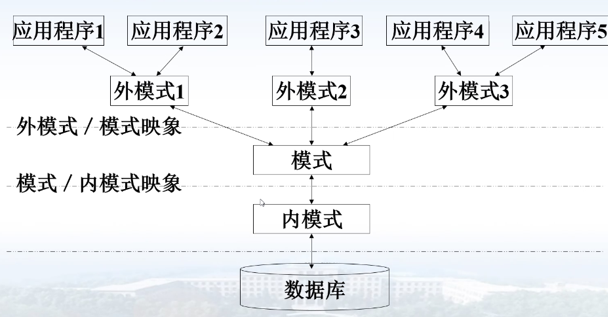 应用程序1 应用程序2 应用程序3 应用程序4 应用程序5
外模式1 外模式2 外模式3
外模式/模式映象
模式
模式/内模式映象
内模式
数据库